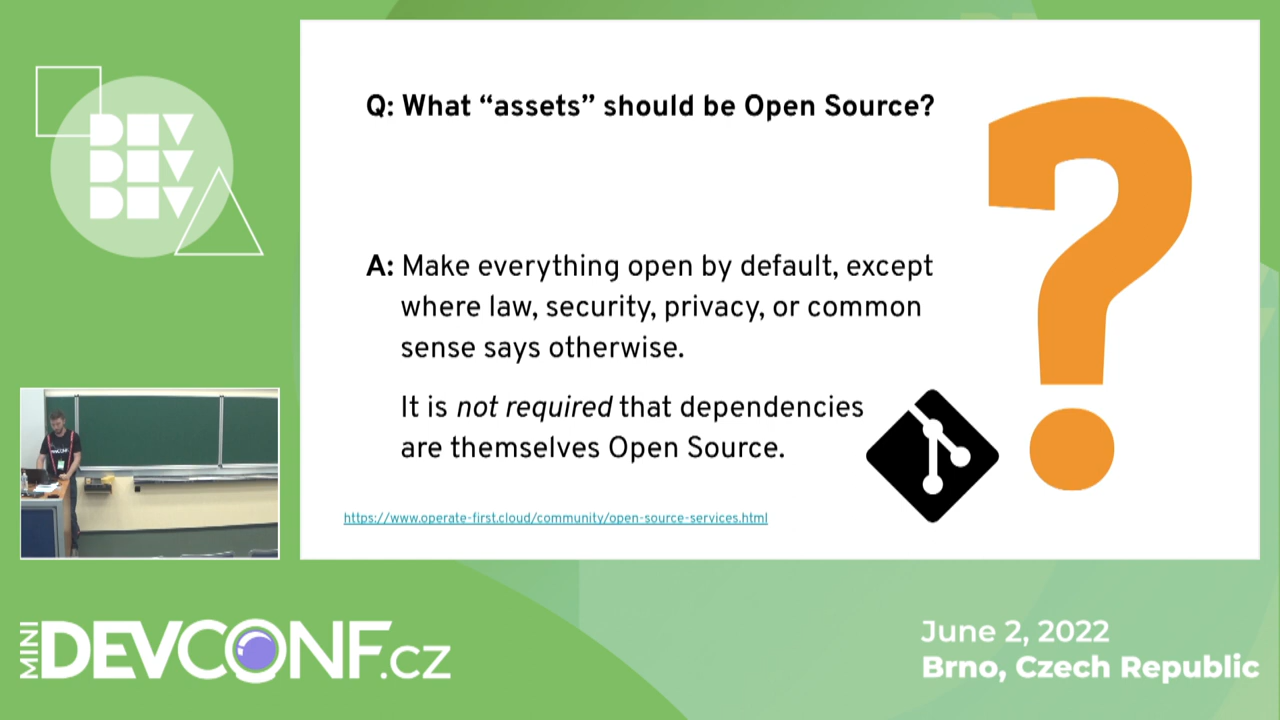 DEV
DEV
DEV
Q: What “assets” should be Open Source?
A: Make everything open by default, except
where law, security, privacy, or common
sense says otherwise.
It is not required that dependencies
are themselves Open Source.
https://www.operate-first.cloud/community/open-source-services.html
MINI
DEVCONF.cz
June 2, 2022
Brno, Czech Republic